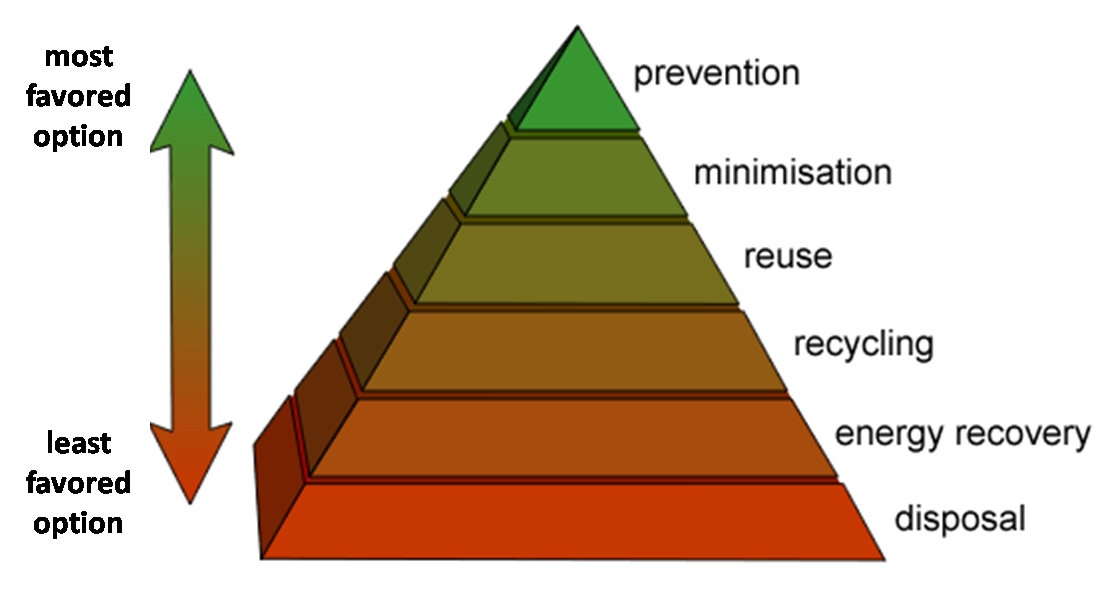 most
favored
option
prevention
minimisation
reuse
recycling
energy recovery
least
favored
option
disposal